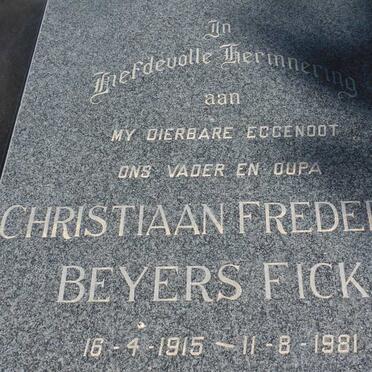 In
Liefdevolle Herinnering
aan
MY DIERBARE EGGENOOT
ONS VADER EN OUPA
CHRISTIAAN FREDE
BEYERS FICK
16-4-1915 - 11-8-1981